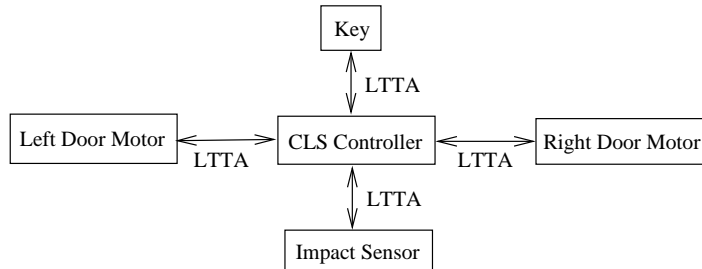 Key
LTTA
Left Door Motor
CLS Controller
Right Door Motor
LTTA
LTTA
LTTA
Impact Sensor